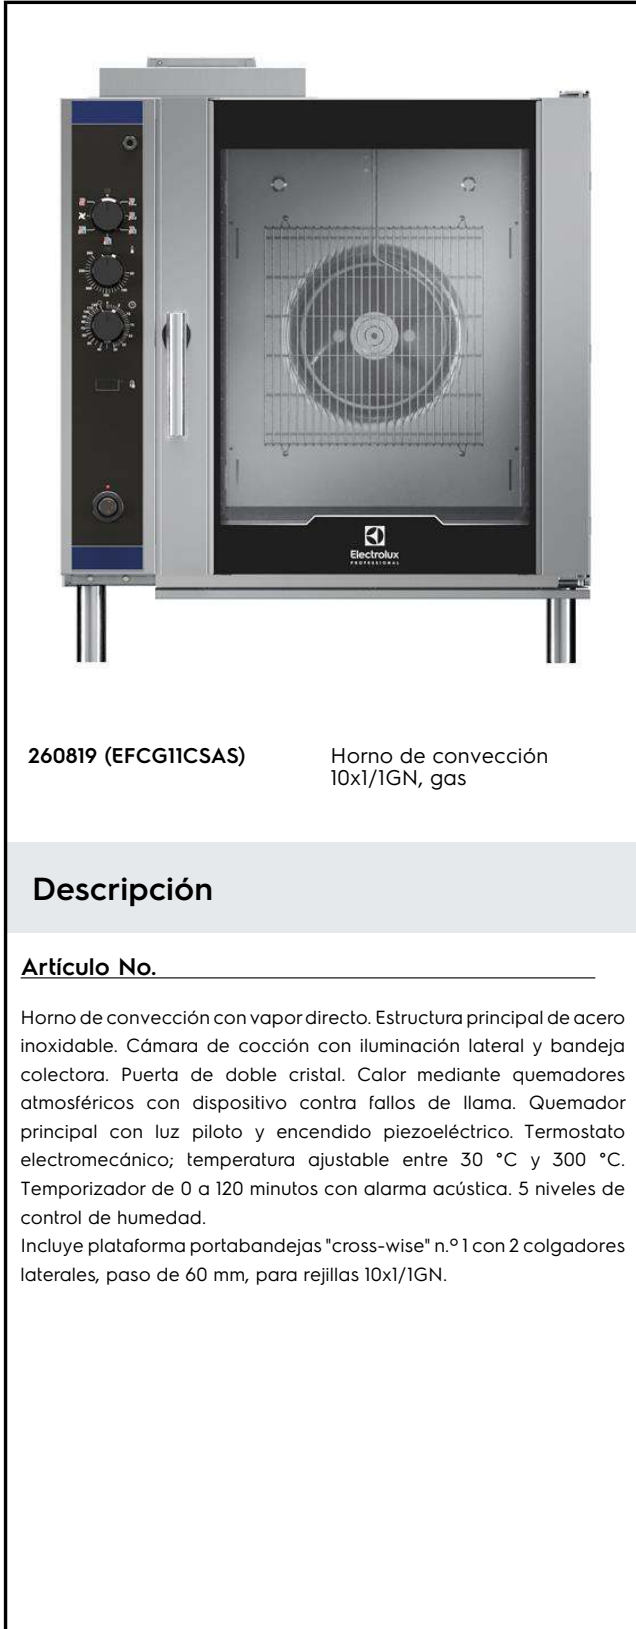 Electrolux
PROFESSIONAL
260819 (EFCG11CSAS)
Horno de convección
10x1/1GN, gas
Descripción
Artículo No.
Horno de convección con vapor directo. Estructura principal de acero
inoxidable. Cámara de cocción con iluminación lateral y bandeja
colectora. Puerta de doble cristal. Calor mediante quemadores
atmosféricos con dispositivo contra fallos de llama. Quemador
principal con luz piloto y encendido piezoeléctrico. Termostato
electromecánico; temperatura ajustable entre 30 °C y 300 °C.
Temporizador de 0 a 120 minutos con alarma acústica. 5 niveles de
control de humedad.
Incluye plataforma portabandejas "cross-wise" n.º 1 con 2 colgadores
laterales, paso de 60 mm, para rejillas 10x1/1GN.